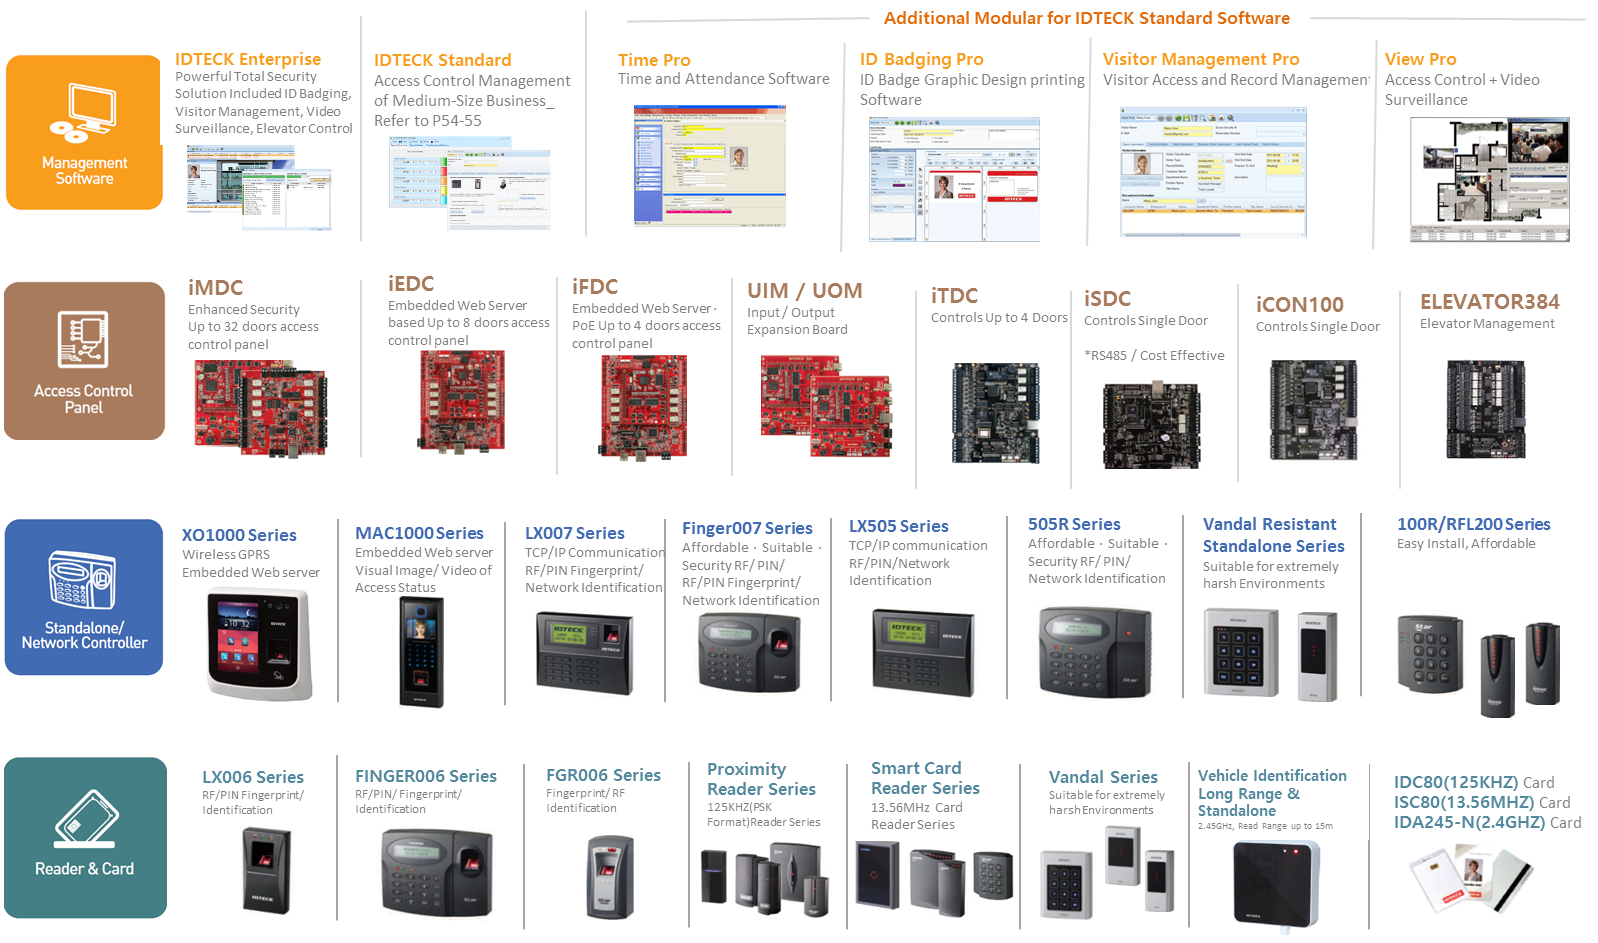 Additional Modular for IDTECK Standard Software
Management
Software
IDTECK Enterprise
Powerful Total Security
Solution Included ID Badging,
Visitor Management, Video
Surveillance, Elevator Control
IDTECK Standard
Access Control Management
of Medium-Size Business_
Refer to P54-55
Time Pro
Time and Attendance Software
ID Badging Pro
ID Badge Graphic Design printing
Software
Visitor Management Pro
Visitor Access and Record Management
View Pro
Access Control + Video
Surveillance
Access Control
Panel
iMDC
Enhanced Security
Up to 32 doors access
control panel
iEDC
Embedded Web Server
based Up to 8 doors access
control panel
iFDC
Embedded Web Server ·
PoE Up to 4 doors access
control panel
UIM / UOM
Input / Output
Expansion Board
iTDC
Controls Up to 4 Doors
iSDC
Controls Single Door
*RS485 / Cost Effective
iCON100
Controls Single Door
ELEVATOR384
Elevator Management
Standalone/
Network Controller
XO1000 Series
Wireless GPRS
Embedded Web server
MAC1000 Series
Embedded Web server
Visual Image/ Video of
Access Status
LX007 Series
TCP/IP Communication
RF/PIN Fingerprint/
Network Identification
IDTECK
Finger007 Series
Affordable · Suitable ·
Security RF/ PIN/
RF/PIN Fingerprint/
Network Identification
Star
LX505 Series
TCP/IP communication
RF/PIN/Network
Identification
IDTECK
505R Series
Affordable · Suitable ·
Security RF/ PIN/
Network Identification
Star
Vandal Resistant
Standalone Series
Suitable for extremely
harsh Environments
100R/RFL200 Series
Easy Install, Affordable
Star
Reader & Card
LX006 Series
RF/PIN Fingerprint/
Identification
IDTECK
FINGER006 Series
RF/PIN/ Fingerprint/
Identification
Star
FGR006 Series
Fingerprint/ RF
Identification
Star
Proximity
Reader Series
125KHZ(PSK
Format)Reader Series
Smart Card
Reader Series
13.56MHz Card
Reader Series
Vandal Series
Suitable for extremely
harsh Environments
Vehicle Identification
Long Range &
Standalone
2.45GHz, Read Range up to 15m
IDTECK
IDC80(125KHZ) Card
ISC80(13.56MHZ) Card
IDA245-N(2.4GHZ) Card